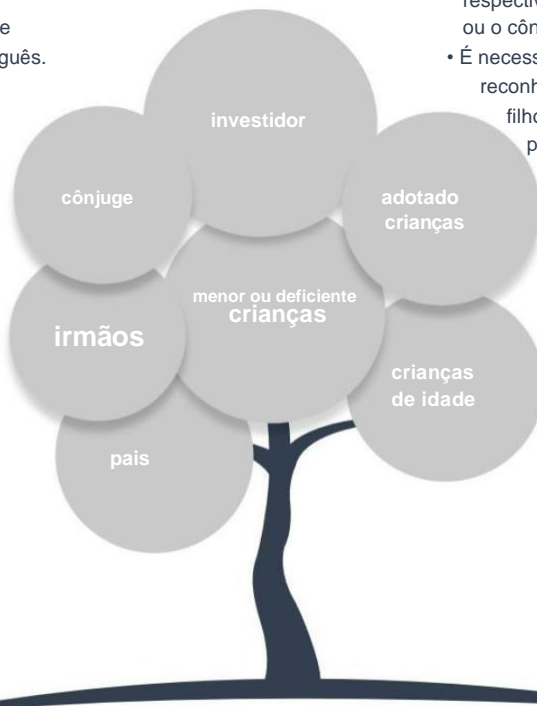 e
guês.
ou o côn
• É necess
reconh
filho
p
investidor
cônjuge
adotado
crianças
menor ou deficiente
crianças
irmãos
crianças
de idade
pais